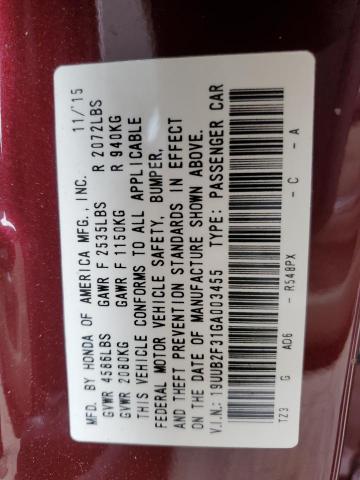 MFD. BY HONDA OF AMERICA MFG., INC. 11/'15
GVWR 4586LBS GAWR F 2535LBS R 2072LBS
GVWR 2080KG GAWR F 1150KG R 940KG
THIS VEHICLE CONFORMS TO ALL APPLICABLE
FEDERAL MOTOR VEHICLE SAFETY, BUMPER,
AND THEFT PREVENTION STANDARDS IN EFFECT
ON THE DATE OF MANUFACTURE SHOWN ABOVE.
V.I.N.: 19UUB2F31GA003455 TYPE: PASSENGER CAR
TZ3 G AD6 - R548PX - C - A